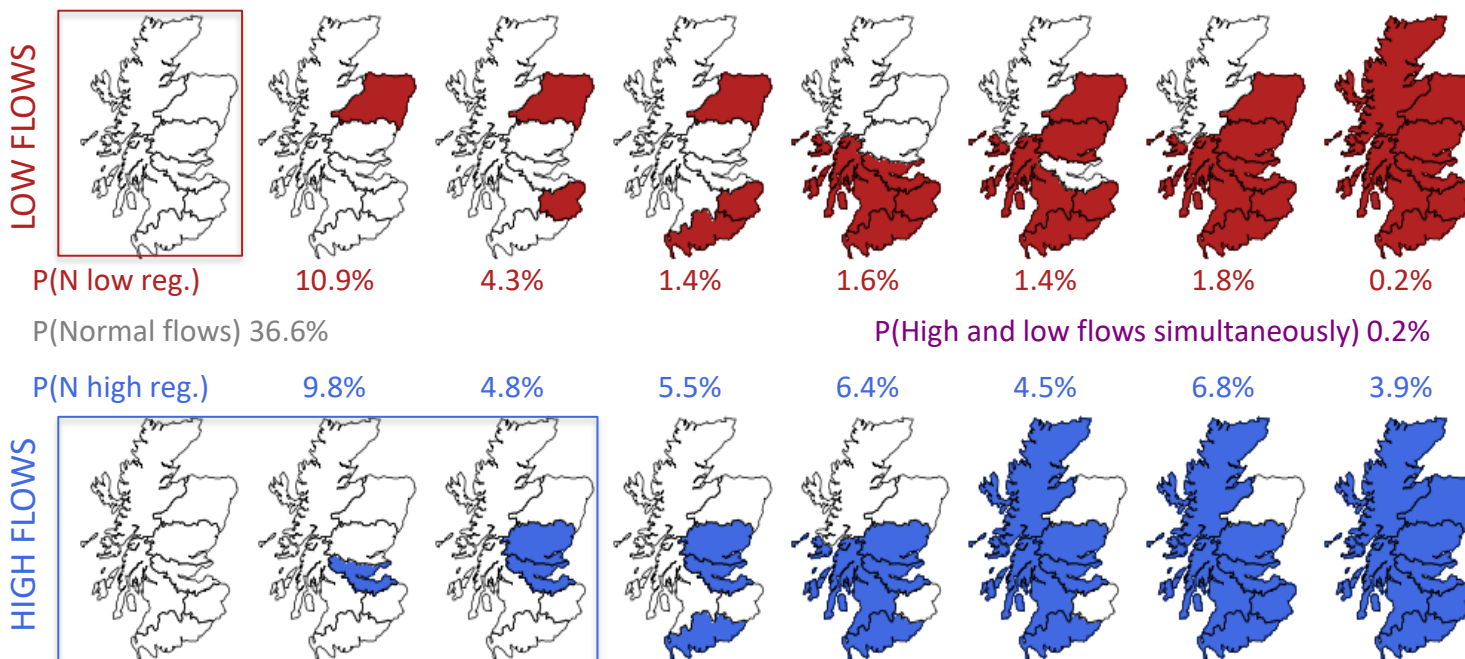 LOW FLOWS
P(N low reg.) 10.9% 4.3% 1.4% 1.6% 1.4% 1.8% 0.2%
P(Normal flows) 36.6% P(High and low flows simultaneously) 0.2%
P(N high reg.) 9.8% 4.8% 5.5% 6.4% 4.5% 6.8% 3.9%
HIGH FLOWS